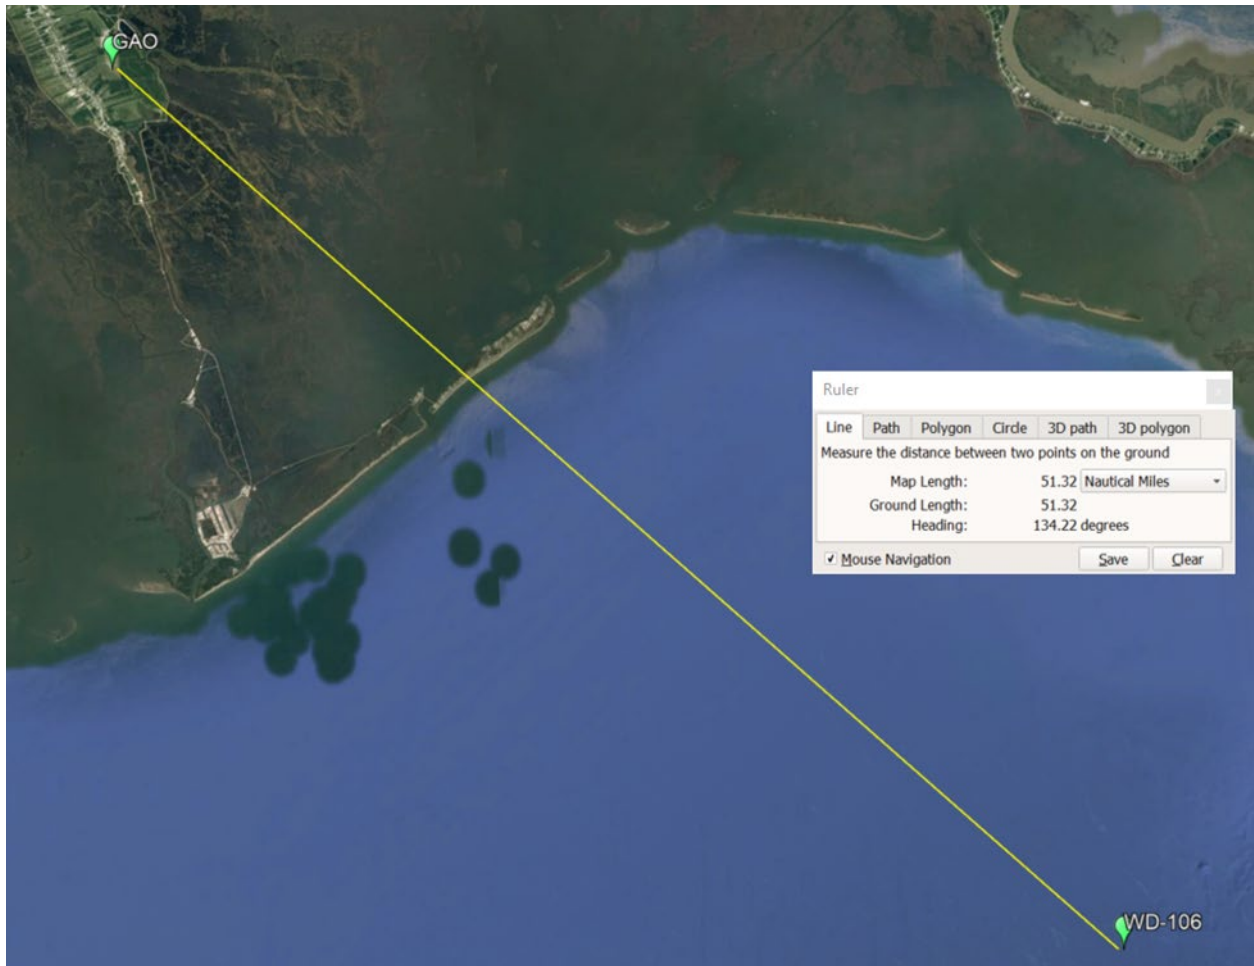 GAO
Ruler
Line Path Polygon Circle 3D path 3D polygon
Measure the distance between two points on the ground
Map Length: 51.32 Nautical Miles
Ground Length: 51.32
Heading: 134.22 degrees
Mouse Navigation Save Clear
WD-106